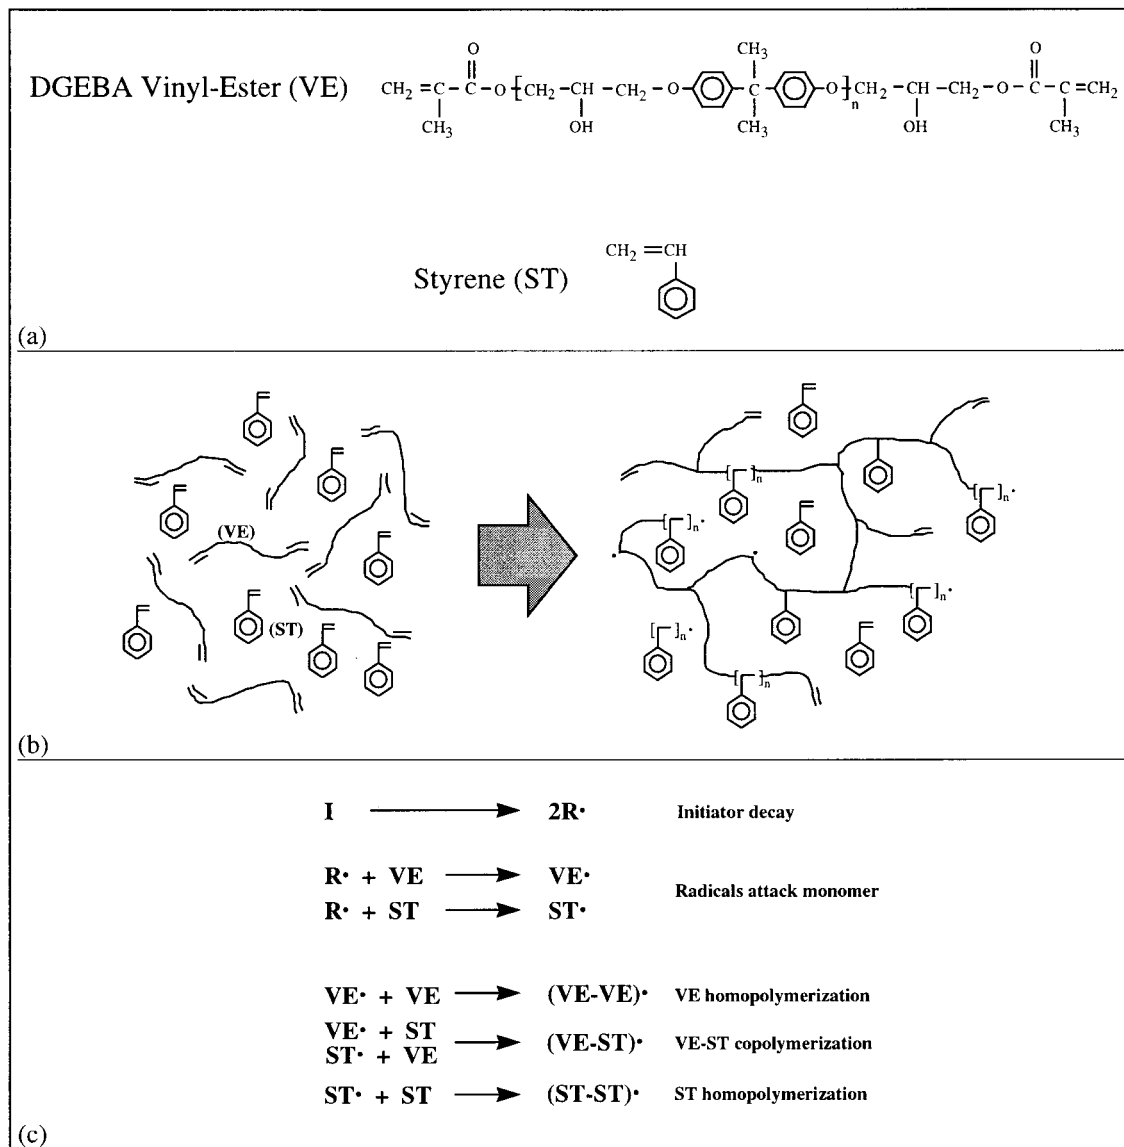 DGEBA Vinyl-Ester (VE)
O CH3 O
CH2 =C—C—O—[CH2—CH—CH2—O— —C— —O—]n—CH2—CH—CH2—O—C—C=CH2
CH3 OH CH3 OH CH3
Styrene (ST)
CH2 =CH
(a)
(VE)
(ST)
[ ]n
[ ]n·
[ ]n·
[ ]n·
[ ]n·
[ ]n
(b)
I → 2R· Initiator decay
R· + VE → VE·
Radicals attack monomer
R· + ST → ST·
VE· + VE → (VE-VE)· VE homopolymerization
VE· + ST
→ (VE-ST)· VE-ST copolymerization
ST· + VE
ST· + ST → (ST-ST)· ST homopolymerization
(c)